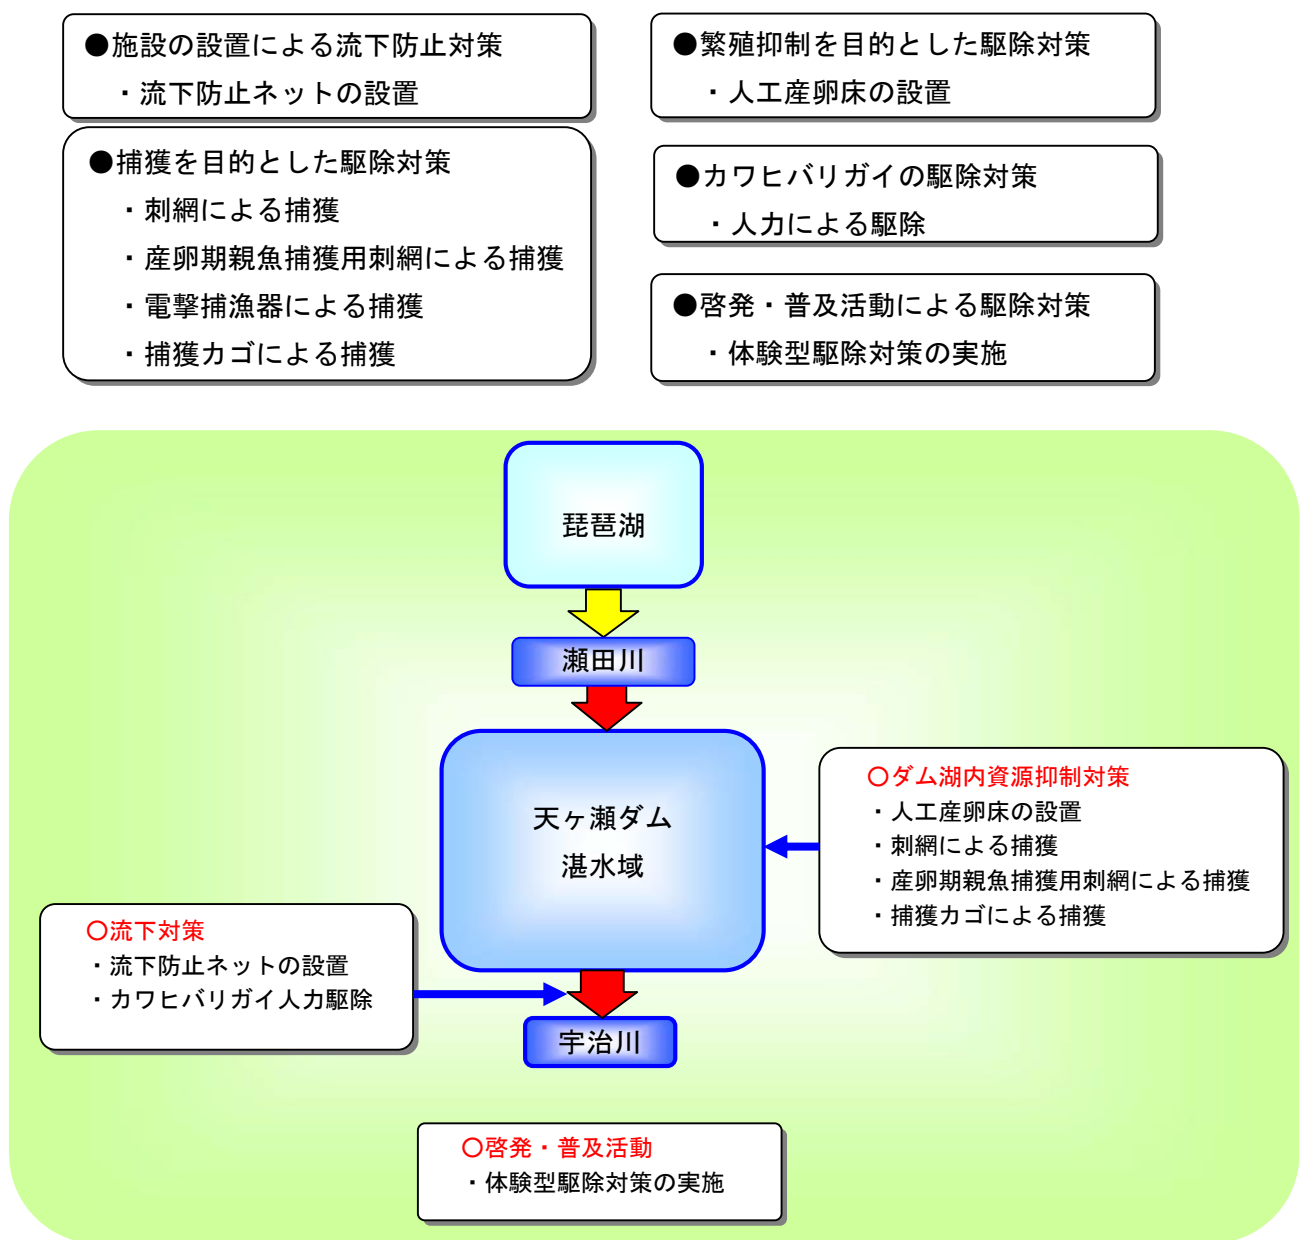 ●施設の設置による流下防止対策
・流下防止ネットの設置
●捕獲を目的とした駆除対策
・刺網による捕獲
・産卵期親魚捕獲用刺網による捕獲
・電撃捕漁器による捕獲
・捕獲カゴによる捕獲
●繁殖抑制を目的とした駆除対策
・人工産卵床の設置
●カワヒバリガイの駆除対策
・人力による駆除
●啓発・普及活動による駆除対策
・体験型駆除対策の実施
琵琶湖
瀬田川
天ヶ瀬ダム
湛水域
〇ダム湖内資源抑制対策
・人工産卵床の設置
・刺網による捕獲
・産卵期親魚捕獲用刺網による捕獲
・捕獲カゴによる捕獲
〇流下対策
・流下防止ネットの設置
・カワヒバリガイ人力駆除
宇治川
〇啓発・普及活動
・体験型駆除対策の実施